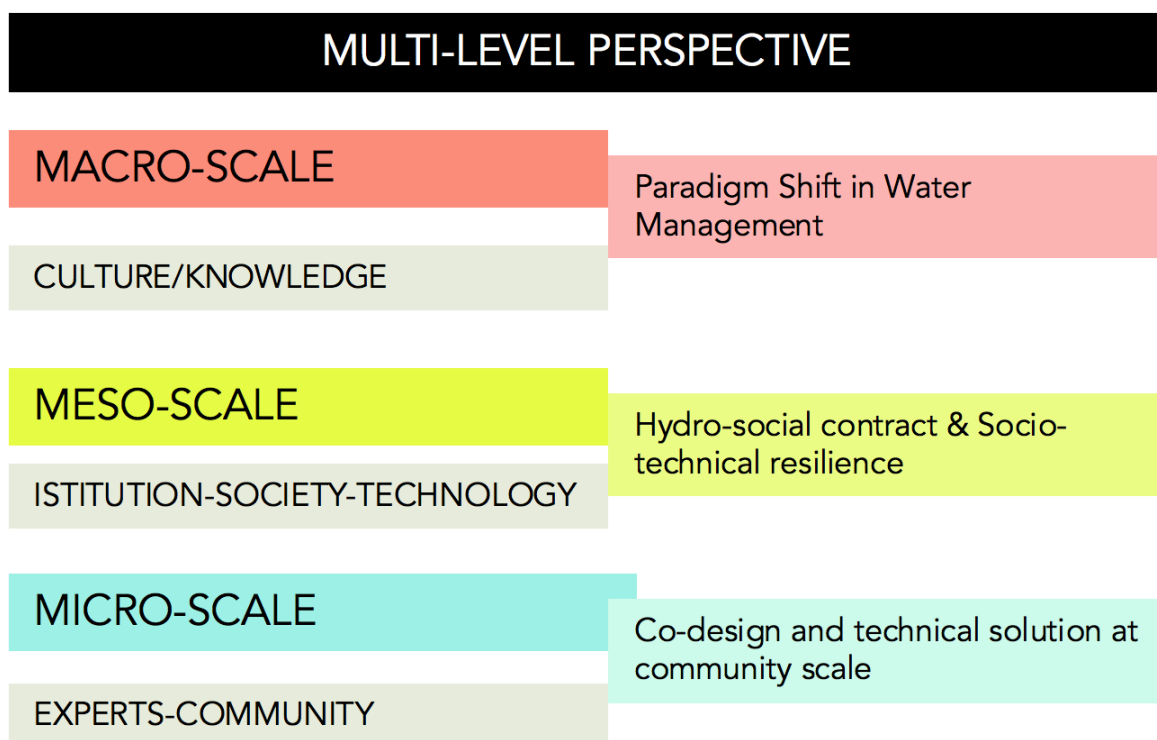 MULTI-LEVEL PERSPECTIVE
MACRO-SCALE
Paradigm Shift in Water
Management
CULTURE/KNOWLEDGE
MESO-SCALE
Hydro-social contract & Socio-
technical resilience
ISTITUTION-SOCIETY-TECHNOLOGY
MICRO-SCALE
Co-design and technical solution at
community scale
EXPERTS-COMMUNITY